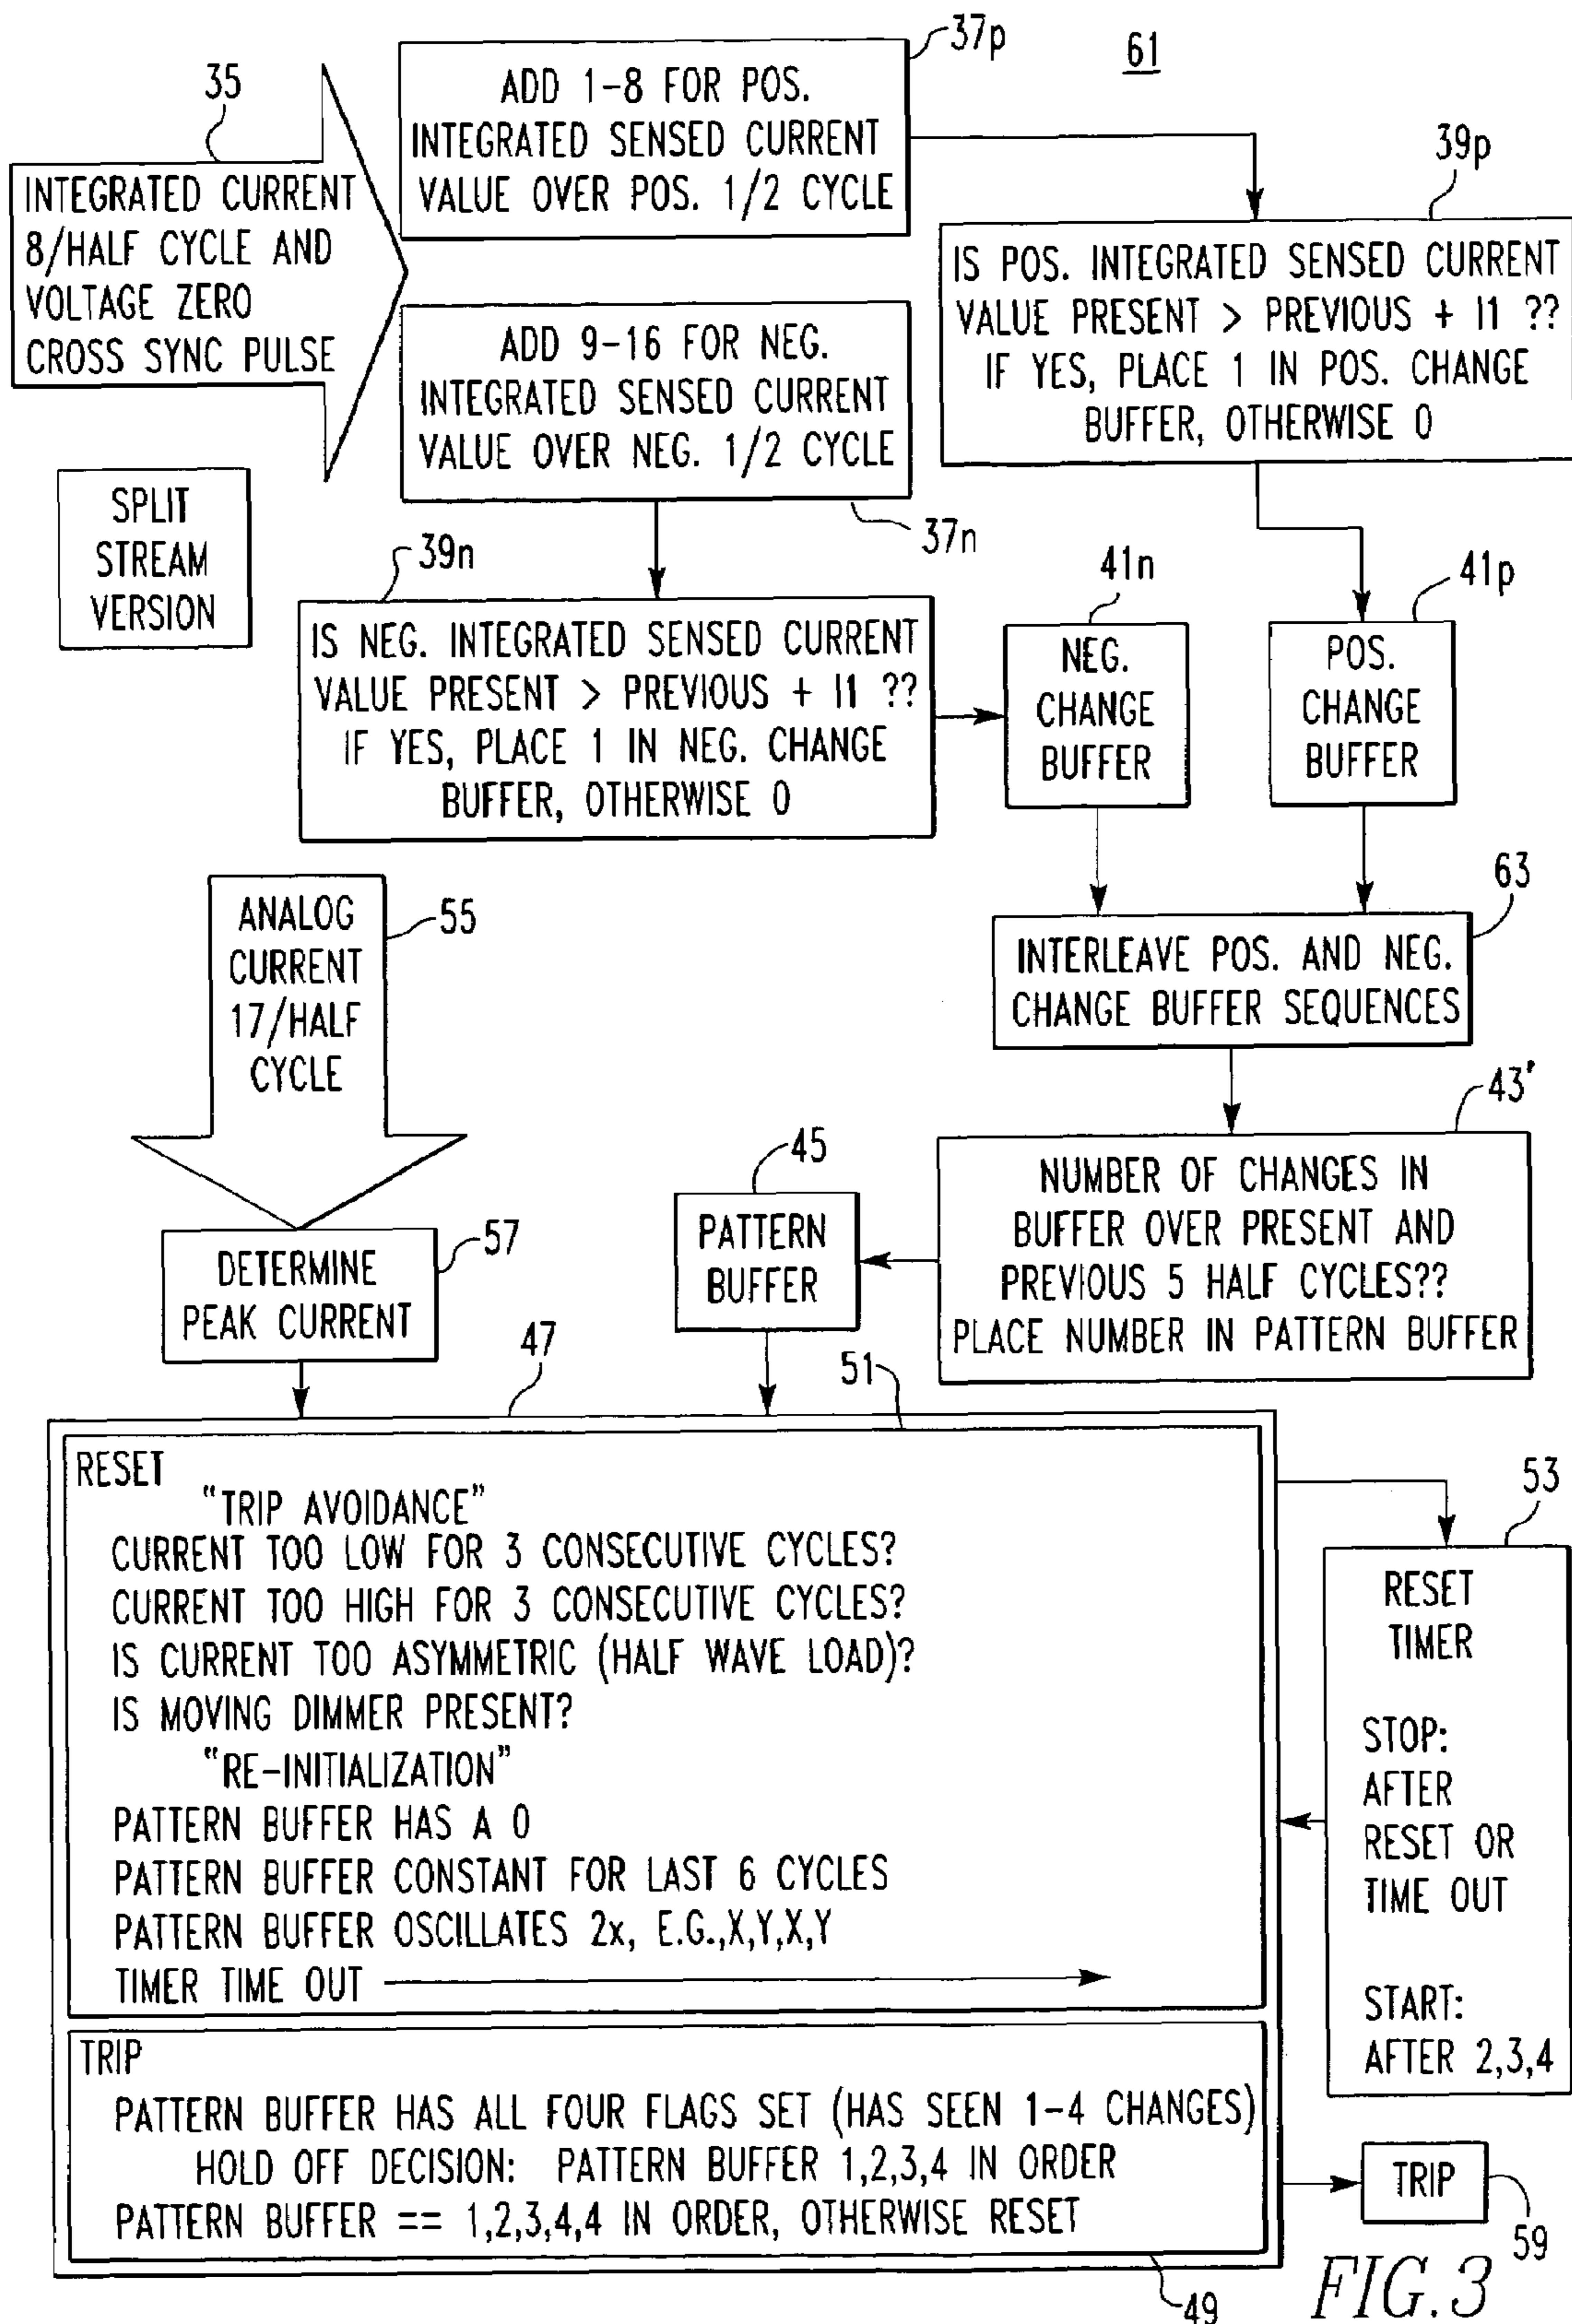 61
35
INTEGRATED CURRENT
8/HALF CYCLE AND
VOLTAGE ZERO
CROSS SYNC PULSE
37p
ADD 1-8 FOR POS.
INTEGRATED SENSED CURRENT
VALUE OVER POS. 1/2 CYCLE
ADD 9-16 FOR NEG.
INTEGRATED SENSED CURRENT
VALUE OVER NEG. 1/2 CYCLE
37n
39p
IS POS. INTEGRATED SENSED CURRENT
VALUE PRESENT > PREVIOUS + I1 ??
IF YES, PLACE 1 IN POS. CHANGE
BUFFER, OTHERWISE 0
SPLIT
STREAM
VERSION
39n
IS NEG. INTEGRATED SENSED CURRENT
VALUE PRESENT > PREVIOUS + I1 ??
IF YES, PLACE 1 IN NEG. CHANGE
BUFFER, OTHERWISE 0
41n
NEG.
CHANGE
BUFFER
41p
POS.
CHANGE
BUFFER
63
INTERLEAVE POS. AND NEG.
CHANGE BUFFER SEQUENCES
55
ANALOG
CURRENT
17/HALF
CYCLE
43'
NUMBER OF CHANGES IN
BUFFER OVER PRESENT AND
PREVIOUS 5 HALF CYCLES??
PLACE NUMBER IN PATTERN BUFFER
45
PATTERN
BUFFER
57
DETERMINE
PEAK CURRENT
47
51
RESET
"TRIP AVOIDANCE"
CURRENT TOO LOW FOR 3 CONSECUTIVE CYCLES?
CURRENT TOO HIGH FOR 3 CONSECUTIVE CYCLES?
IS CURRENT TOO ASYMMETRIC (HALF WAVE LOAD)?
IS MOVING DIMMER PRESENT?
"RE-INITIALIZATION"
PATTERN BUFFER HAS A 0
PATTERN BUFFER CONSTANT FOR LAST 6 CYCLES
PATTERN BUFFER OSCILLATES 2x, E.G.,X,Y,X,Y
TIMER TIME OUT
53
RESET
TIMER
STOP:
AFTER
RESET OR
TIME OUT
START:
AFTER 2,3,4
TRIP
PATTERN BUFFER HAS ALL FOUR FLAGS SET (HAS SEEN 1-4 CHANGES)
HOLD OFF DECISION: PATTERN BUFFER 1,2,3,4 IN ORDER
PATTERN BUFFER == 1,2,3,4,4 IN ORDER, OTHERWISE RESET
49
TRIP
59
FIG.3